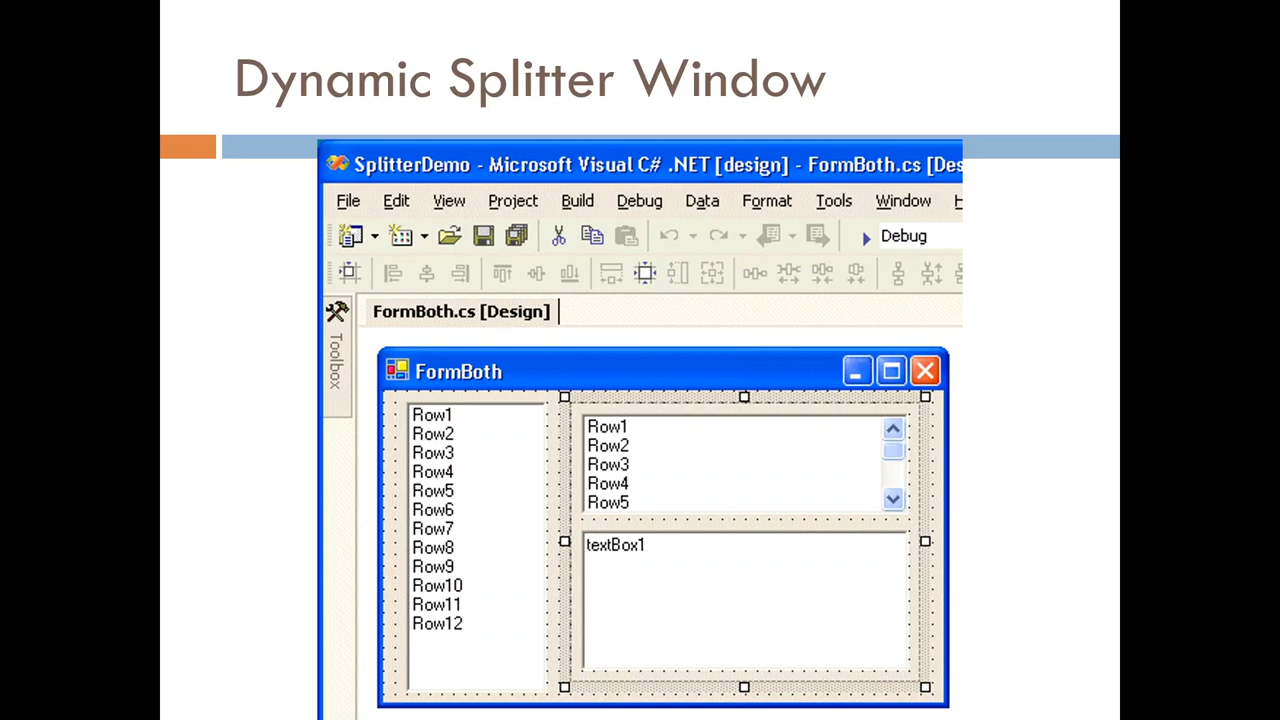 Dynamic Splitter Window
SplitterDemo - Microsoft Visual C# .NET [design] - FormBoth.cs [Des
File Edit View Project Build Debug Data Format Tools Window H
Debug
FormBoth.cs [Design]
Toolbox
FormBoth
Row1
Row2
Row3
Row4
Row5
Row6
Row7
Row8
Row9
Row10
Row11
Row12
Row1
Row2
Row3
Row4
Row5
textBox1